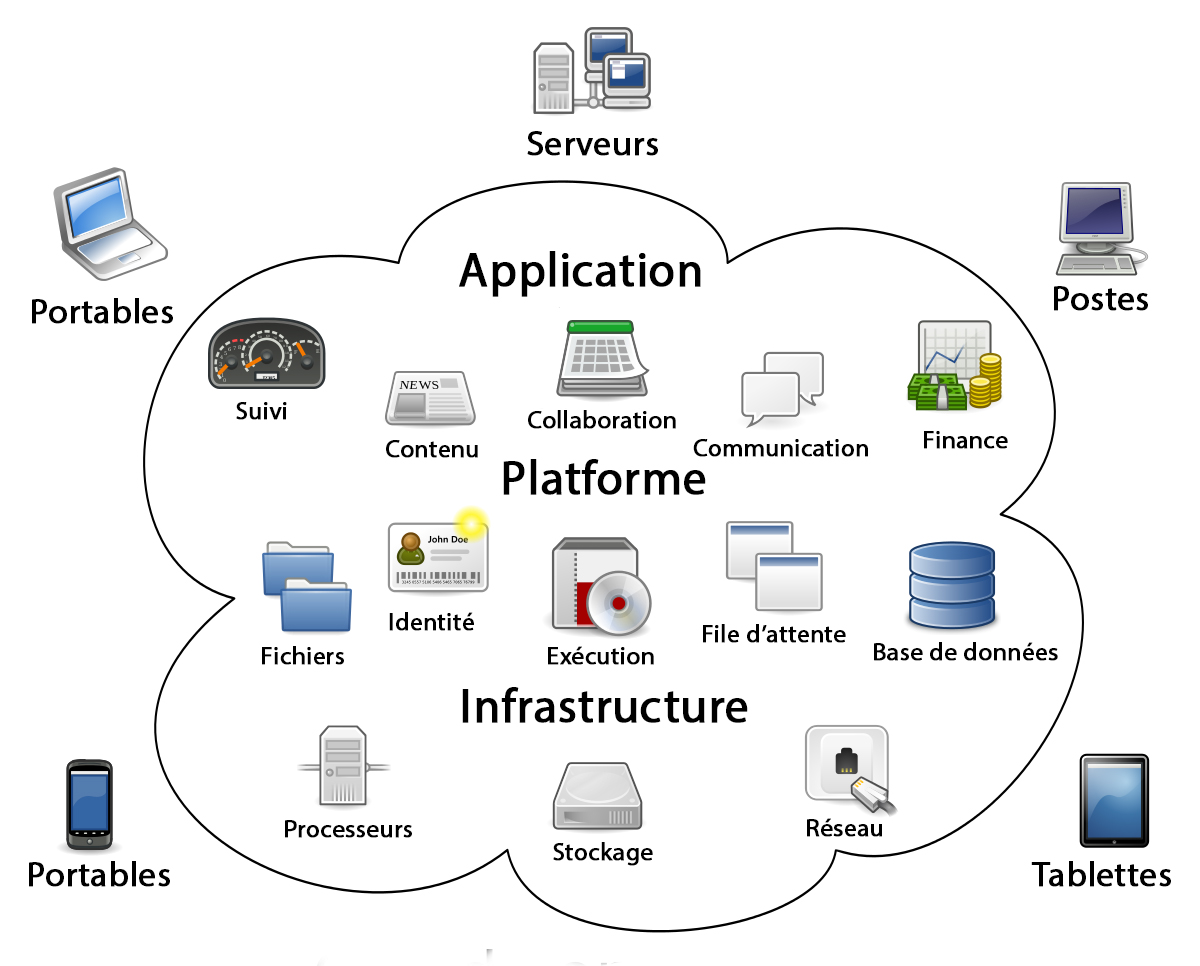 Serveurs
Portables
Postes
Application
Suivi
NEWS
Contenu
Collaboration
Communication
Finance
Platforme
John Doe
Identité
Fichiers
Exécution
File d'attente
Base de données
Infrastructure
Processeurs
Stockage
Réseau
Portables
Tablettes